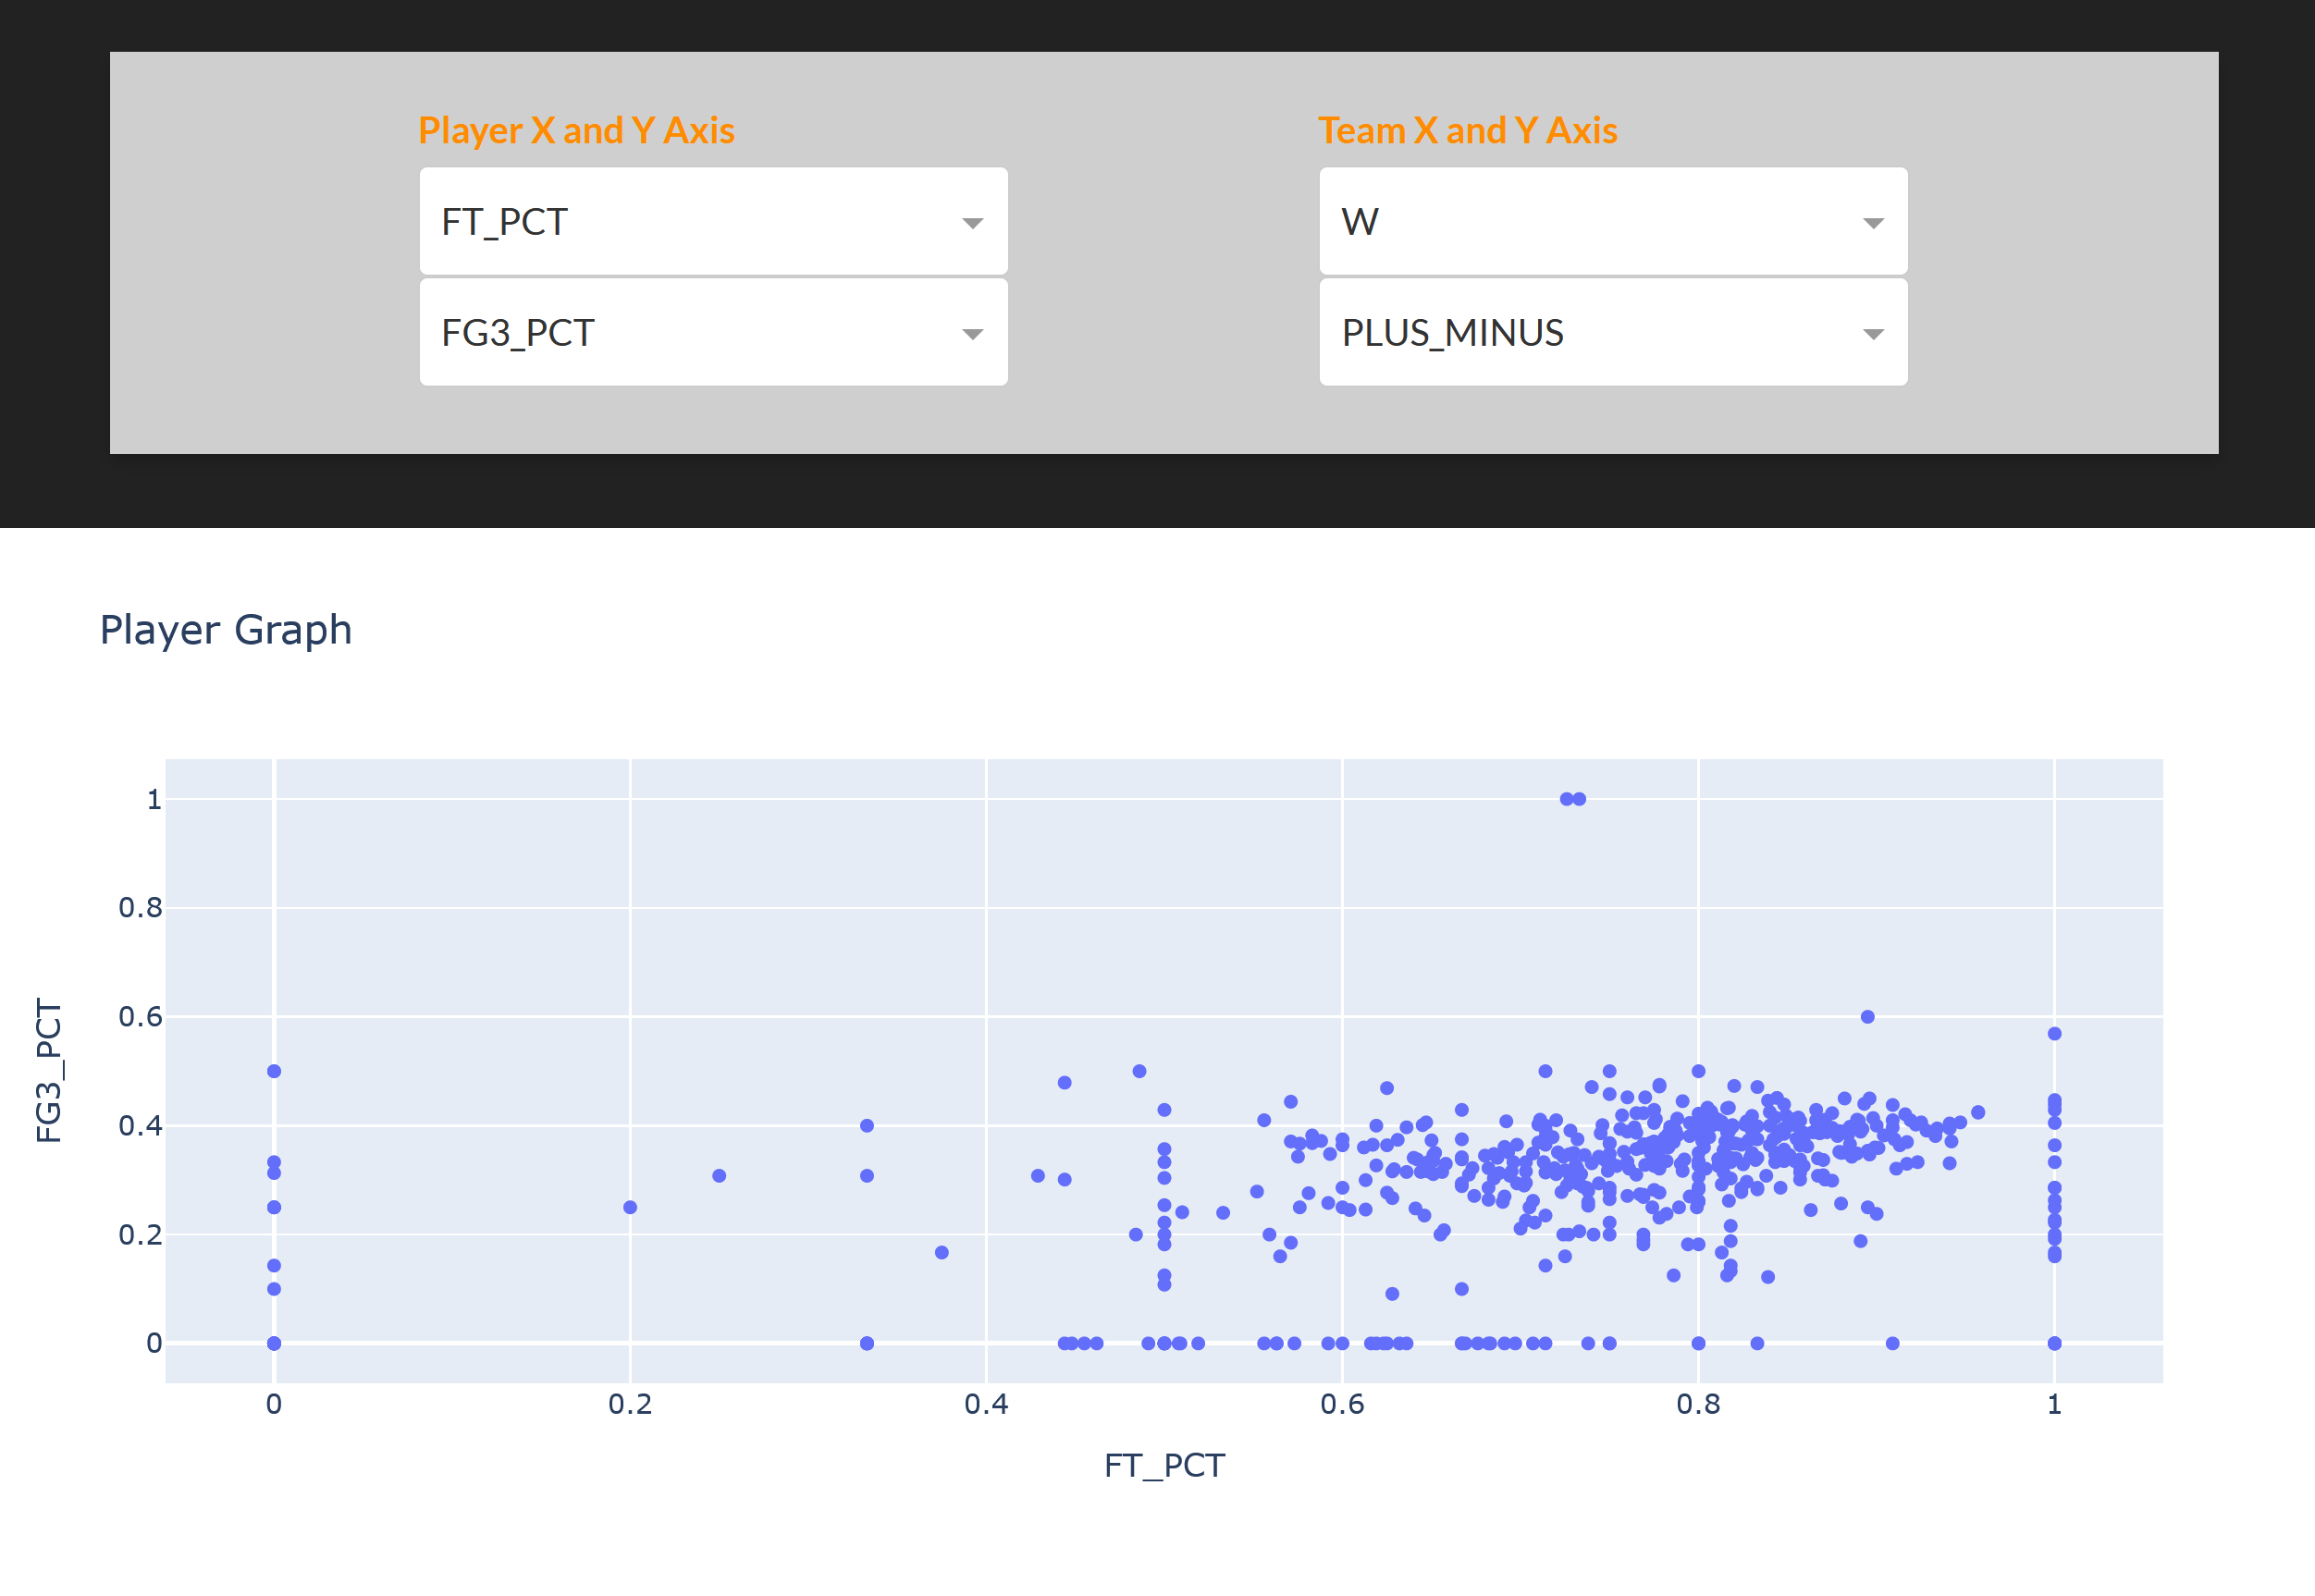 Player X and Y Axis
FT_PCT
FG3_PCT
Team X and Y Axis
W
PLUS_MINUS
Player Graph
1
0.8
0.6
0.4
0.2
0
FG3_PCT
0 0.2 0.4 0.6 0.8 1
FT_PCT